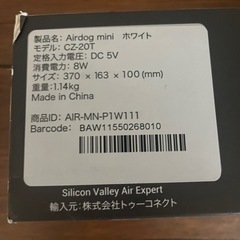 製品名：Airdog mini　ホワイト
モデル：CZ-20T
定格入力電圧：DC 5V
消費電力：8W
サイズ：370 × 163 × 100(mm)
重量：1.14kg
Made in China
商品ID：AIR-MN-P1W111
Barcode：BAW11550268010
Silicon Valley Air Expert
輸入元：株式会社トゥーコネクト